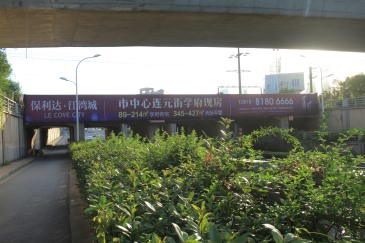 保利达·江湾城
LE COVE CITY
市中心连元街学府现房
89-214㎡ 345-427㎡
8180 6666